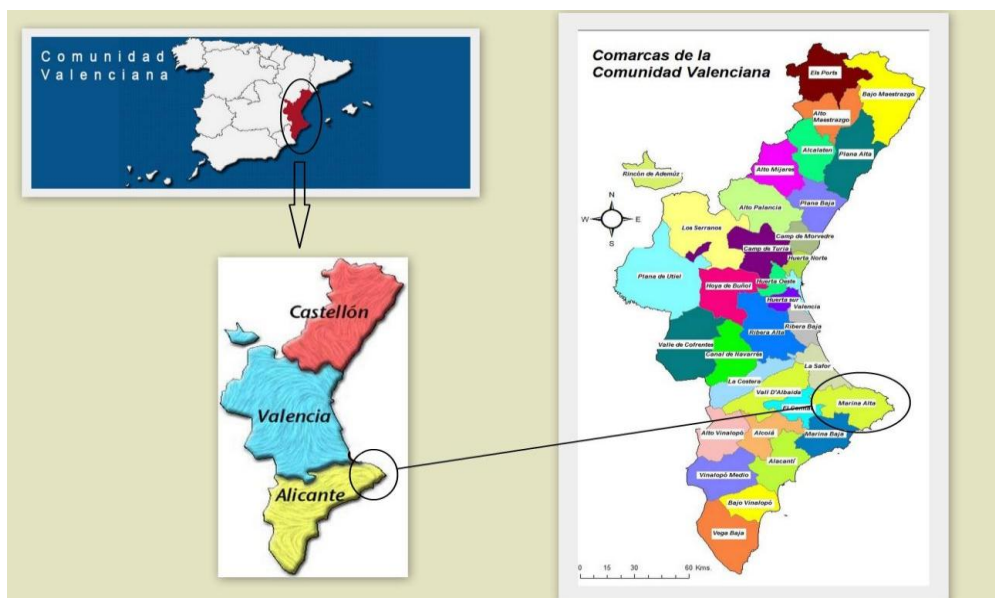 Comunidad
Valenciana
Castellón
Valencia
Alicante
Comarcas de la
Comunidad Valenciana
Els Ports
Bajo Maestrazgo
Alto
Maestrazgo
Alcalaten
Plana Alta
Rincón de Ademúz
Alto Mijares
Alto Palancia
Plana Baja
N
W
E
S
Los Serranos
Camp de Morvedre
Camp de Turia
Huerta Norte
Plana de Utiel
Hoya de Buñol
Huerta Oeste
Huerta sur
Valencia
Ribera Alta
Ribera Baja
Valle de Cofrentes
Canal de Navarrés
La Safor
La Costera
Vall D'Albaida
Marina Alta
Alto Vinalopó
Alcoiá
Marina Baja
Alacantí
Vinalopó Medio
Bajo Vinalopó
Vega Baja
0 15 30 60 Kms.